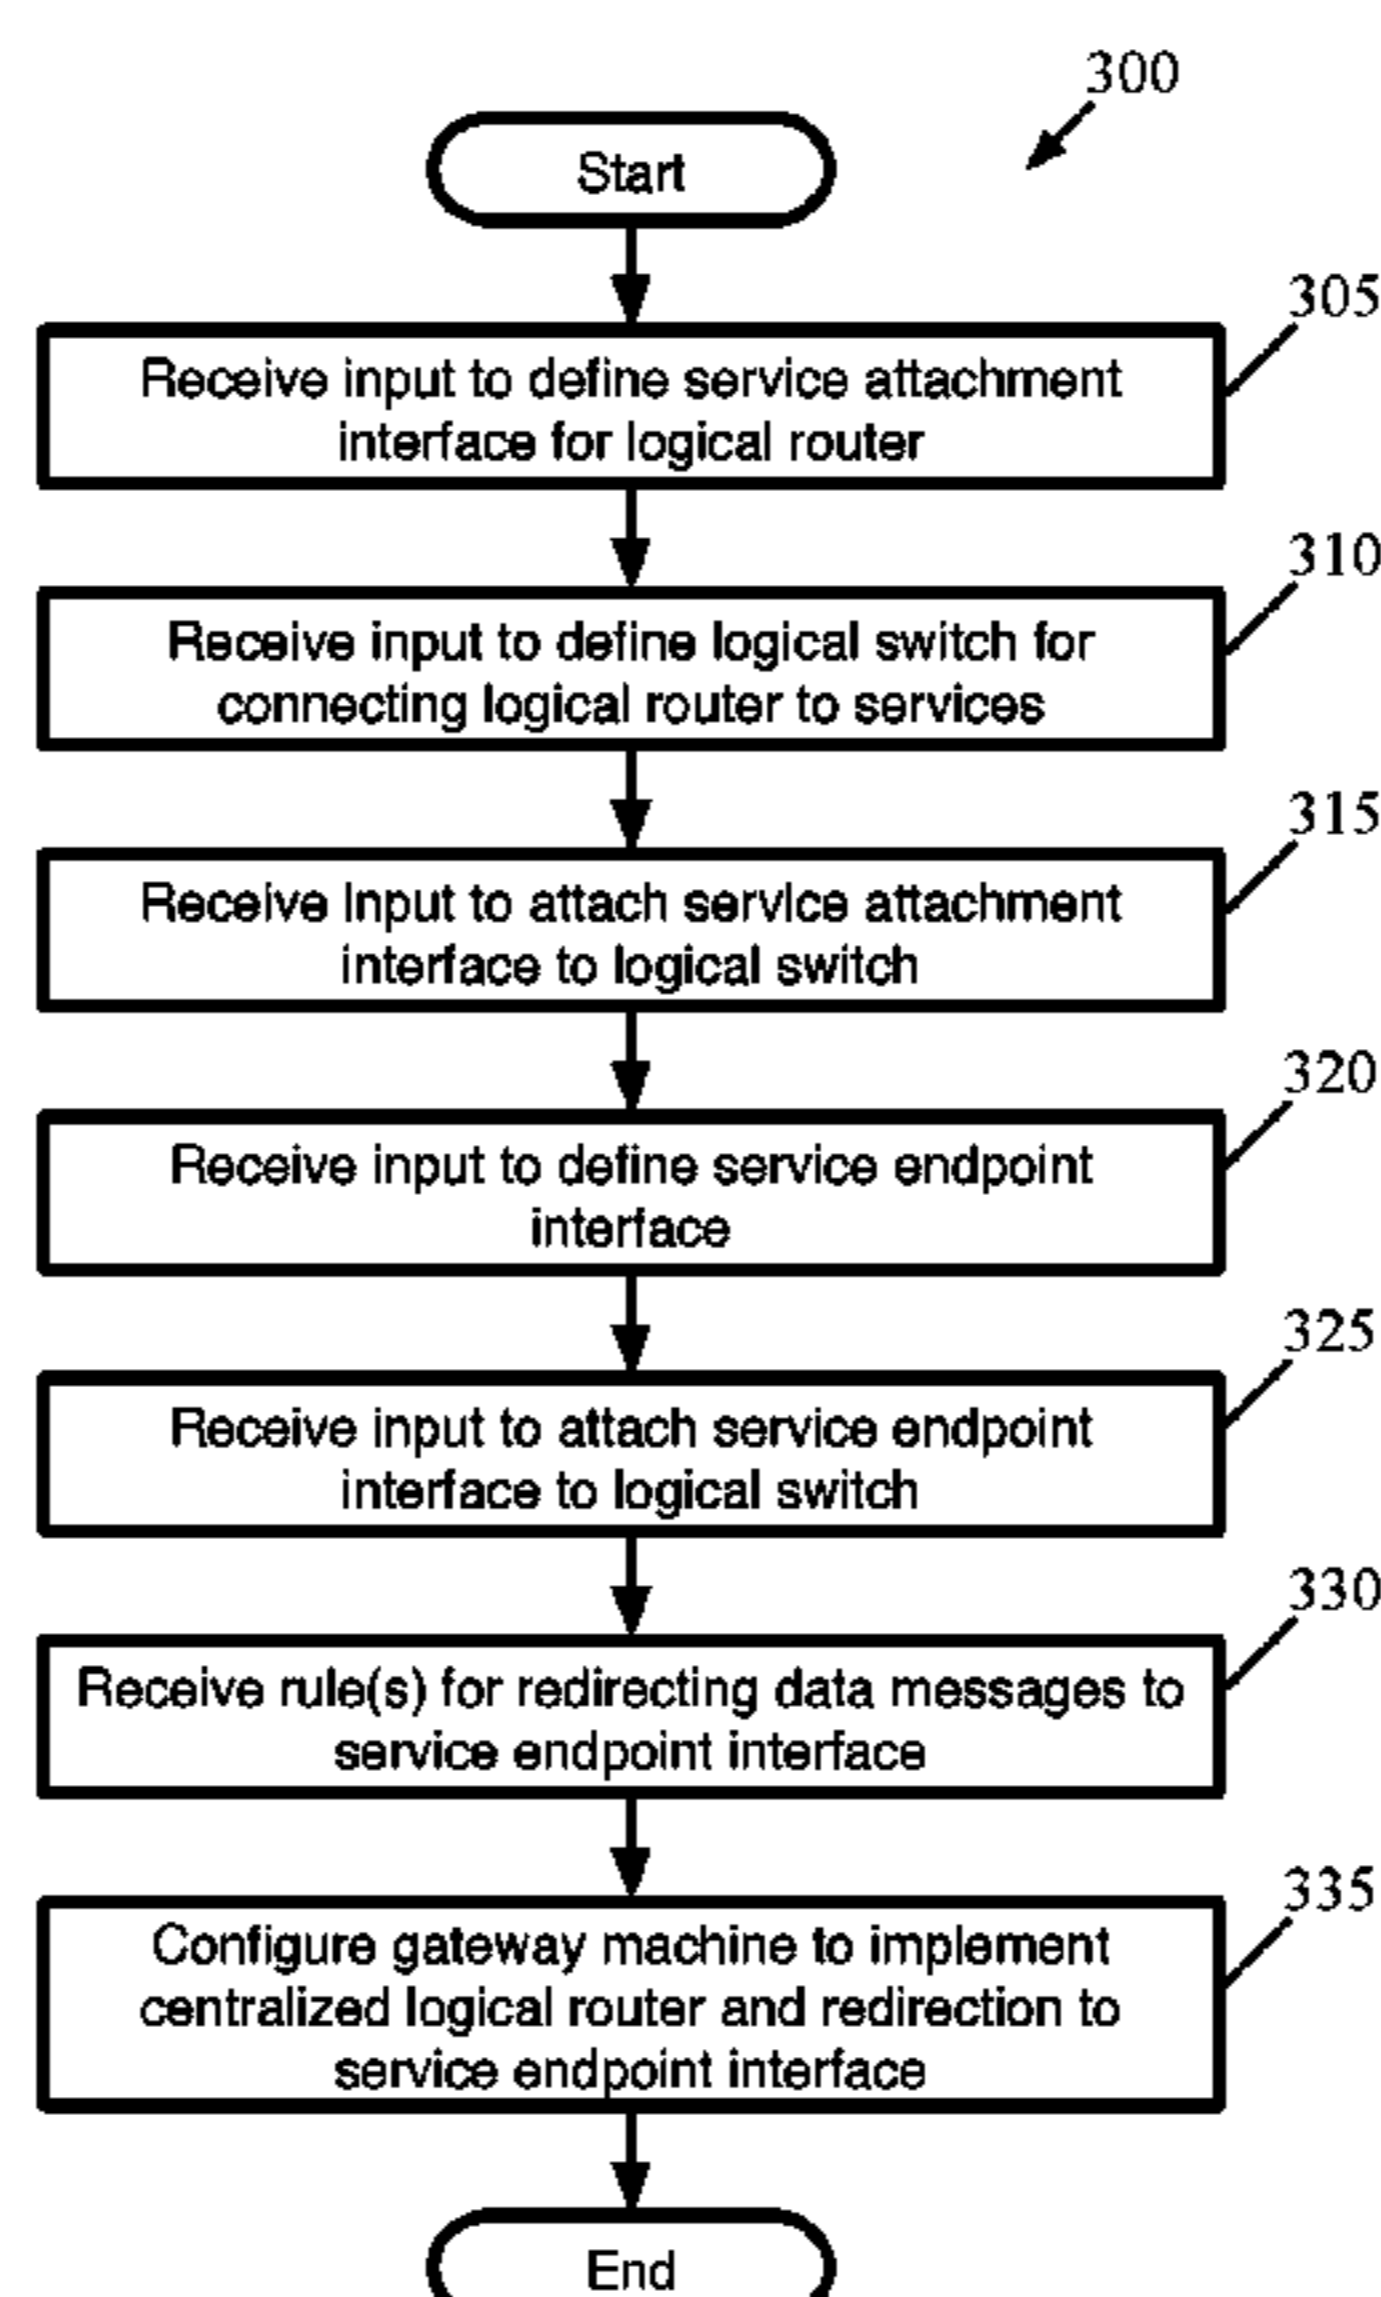 300
Start
305
Receive input to define service attachment
interface for logical router
310
Receive input to define logical switch for
connecting logical router to services
315
Receive input to attach service attachment
interface to logical switch
320
Receive input to define service endpoint
interface
325
Receive input to attach service endpoint
interface to logical switch
330
Receive rule(s) for redirecting data messages to
service endpoint interface
335
Configure gateway machine to implement
centralized logical router and redirection to
service endpoint interface
End